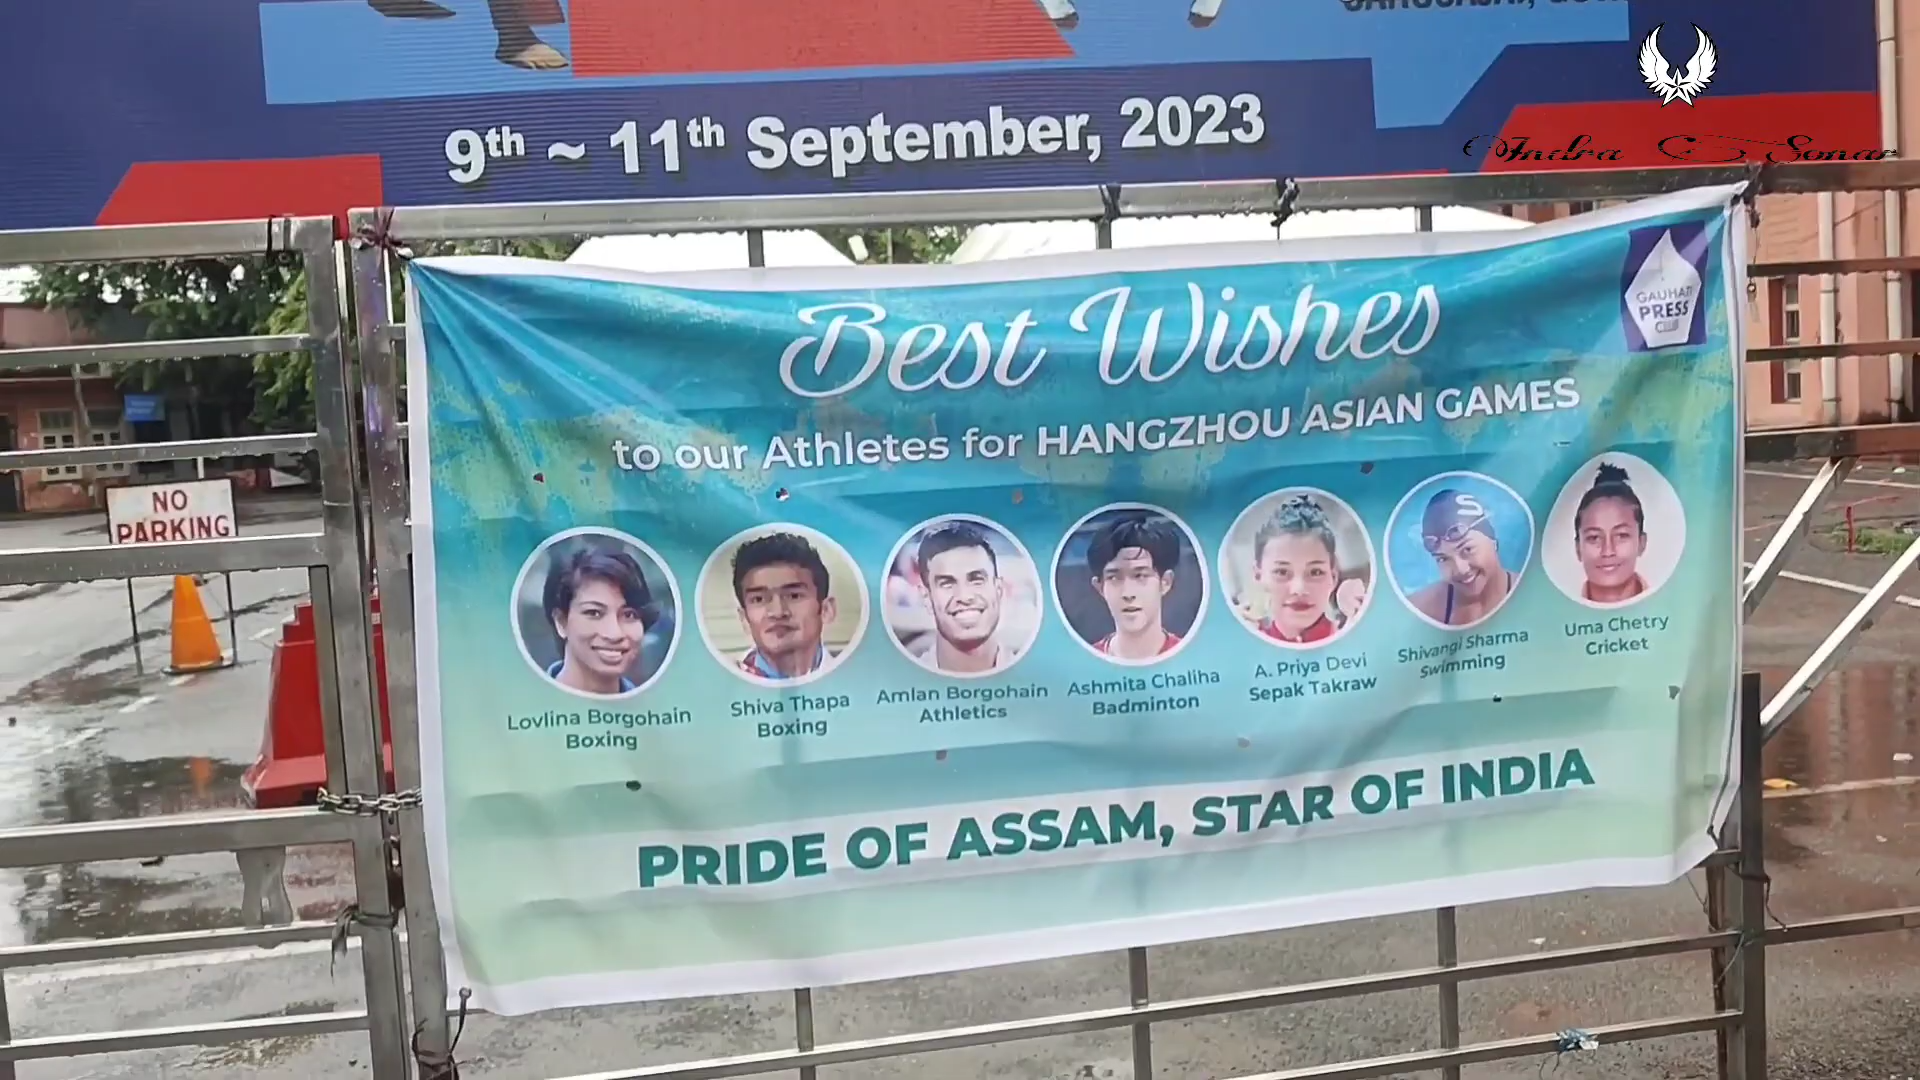 9th ~ 11th September, 2023
Indra Sonar
Best Wishes
GAUHATI
PRESS
CLUB
to our Athletes for HANGZHOU ASIAN GAMES
NO
PARKING
Lovlina Borgohain
Boxing
Shiva Thapa
Boxing
Amlan Borgohain
Athletics
Ashmita Chaliha
Badminton
A. Priya Devi
Sepak Takraw
Shivangi Sharma
Swimming
Uma Chetry
Cricket
PRIDE OF ASSAM, STAR OF INDIA